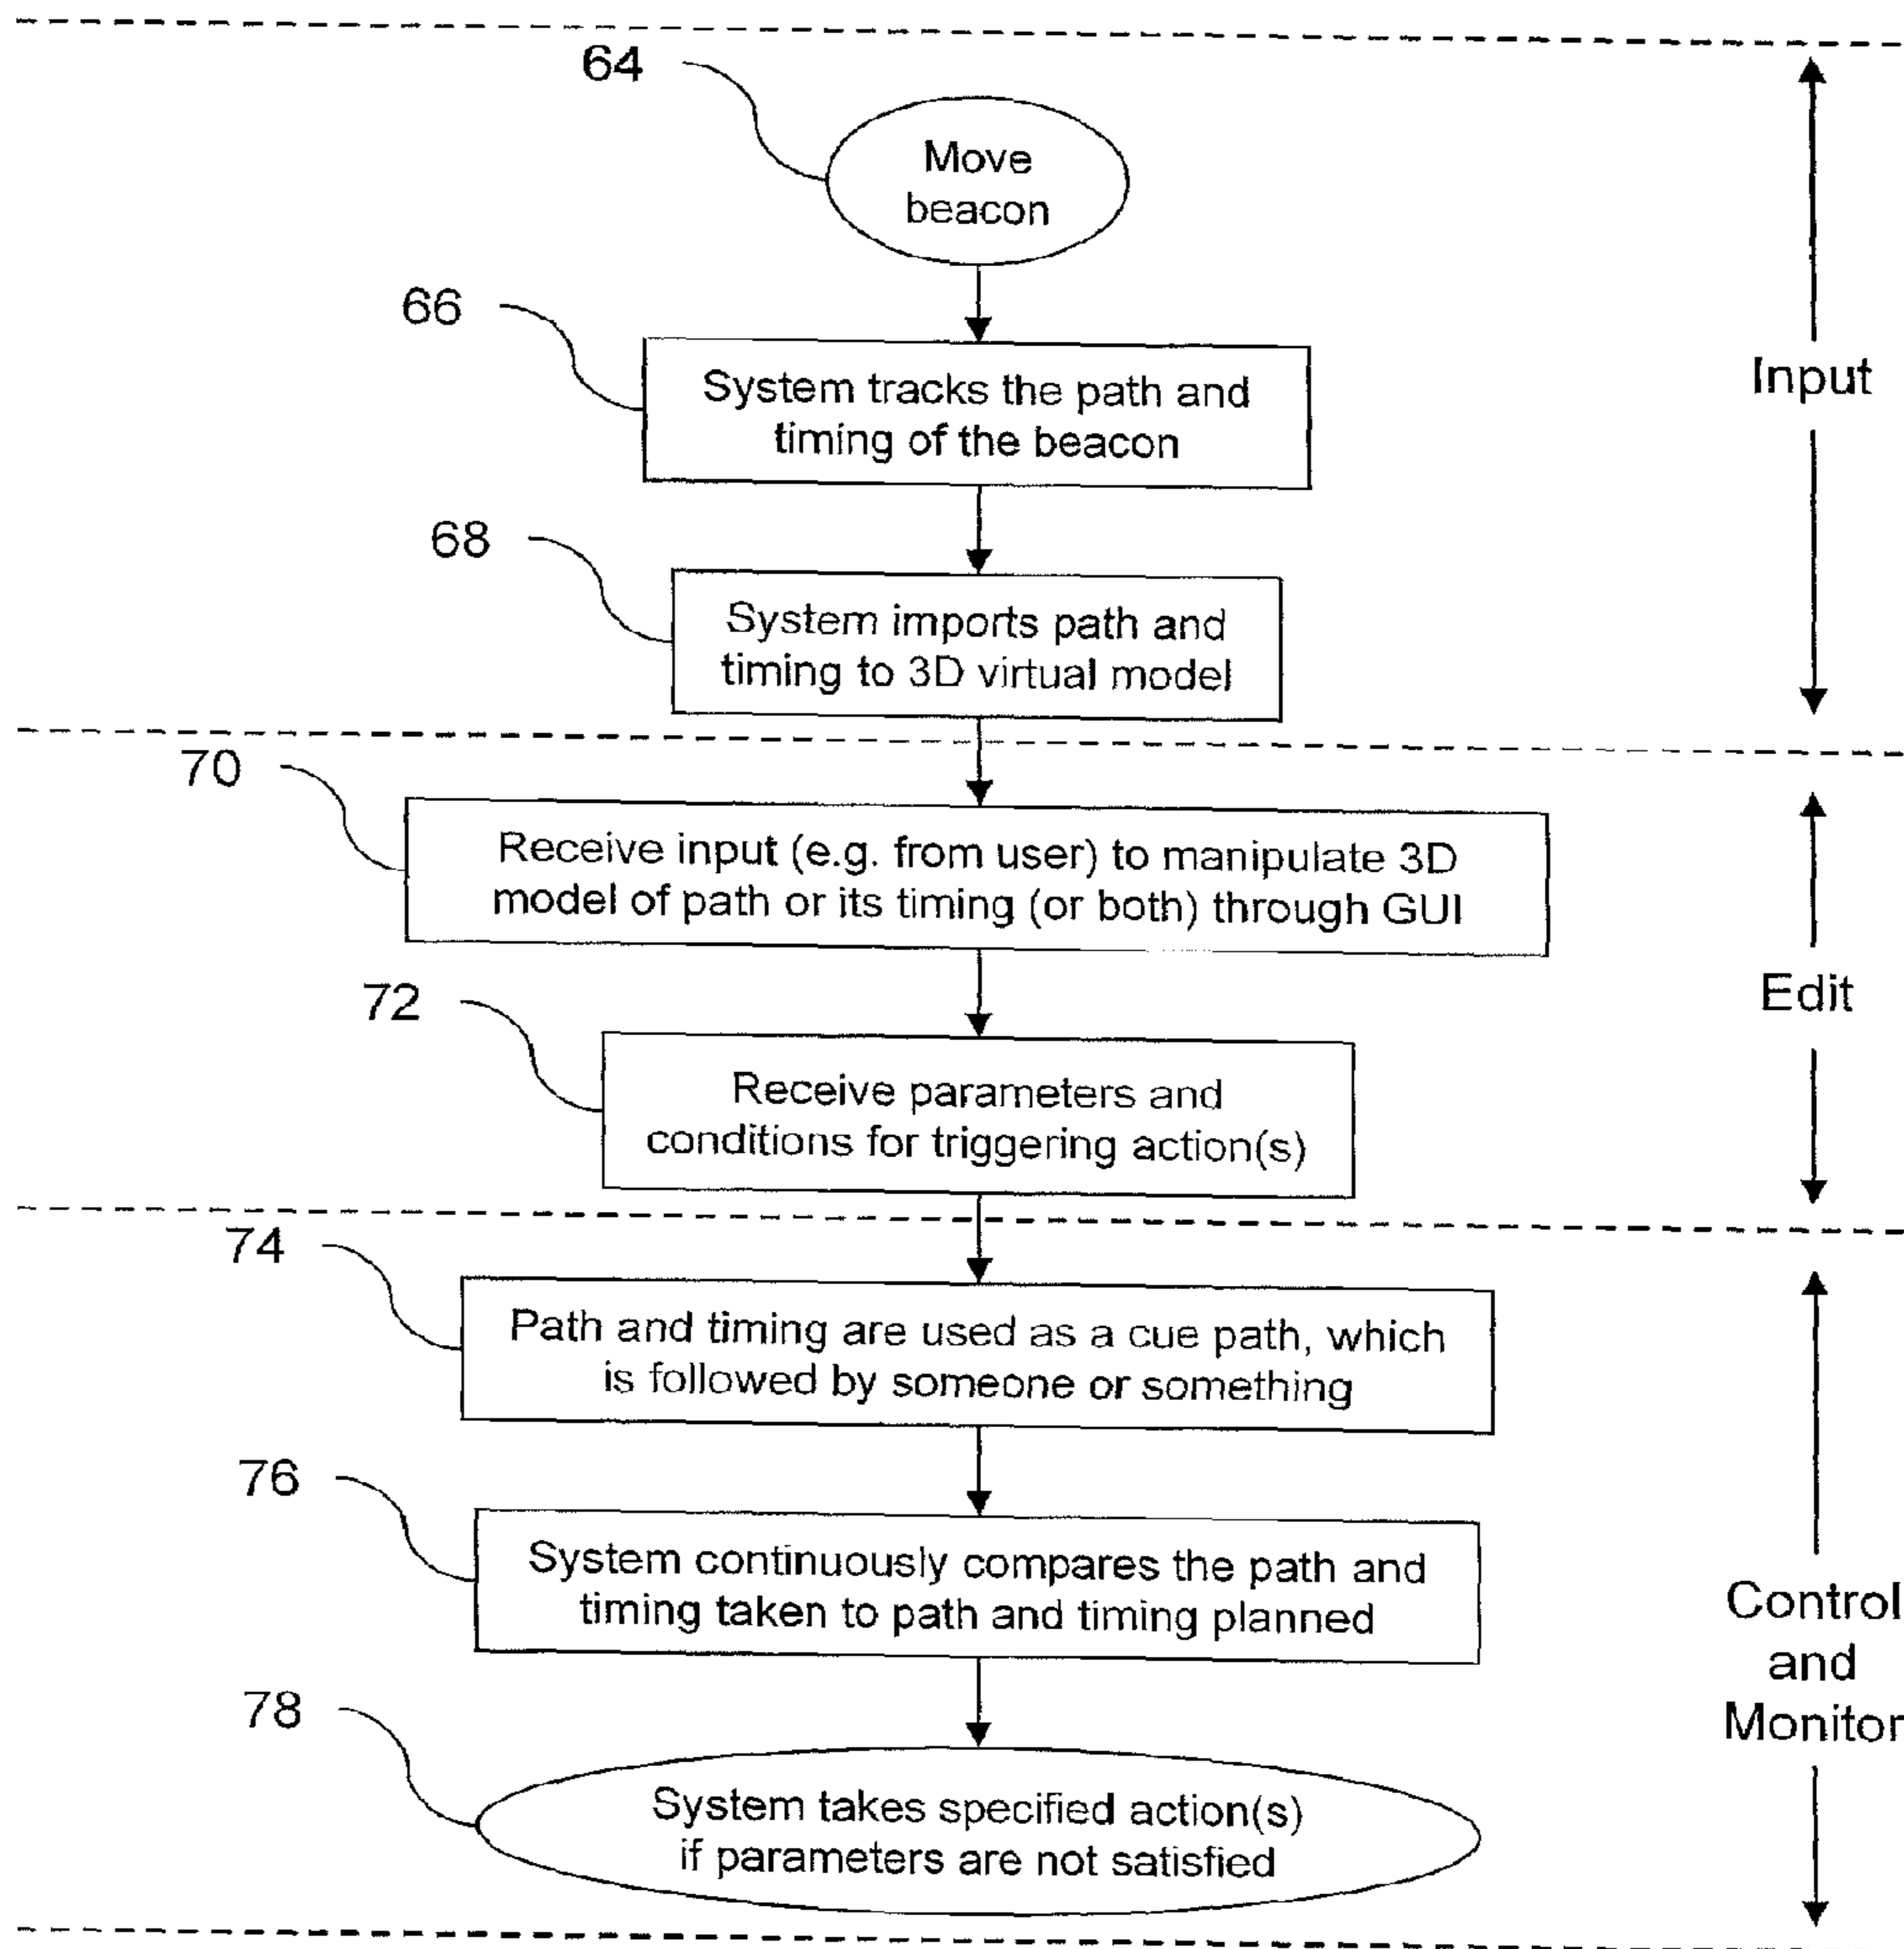 64
Move
beacon
66
System tracks the path and
timing of the beacon
Input
68
System imports path and
timing to 3D virtual model
70
Receive input (e.g. from user) to manipulate 3D
model of path or its timing (or both) through GUI
Edit
72
Receive parameters and
conditions for triggering action(s)
74
Path and timing are used as a cue path, which
is followed by someone or something
76
System continuously compares the path and
timing taken to path and timing planned
Control
and
Monitor
78
System takes specified action(s)
if parameters are not satisfied